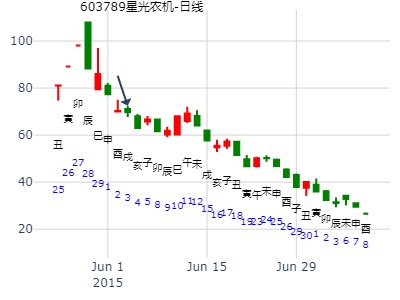 603789星光农机-日线
100
80
60
40
20
丑 寅 卯 辰 巳 申 酉 戌 亥 子 卯 辰 巳 午 未 戌 亥 子 丑 寅 午 未 申 酉 子 丑 寅 卯 辰 未 申 酉
25 26 27 28 29 1 2 3 4 5 8 9 10 11 12 15 16 17 18 19 23 24 25 26 29 30 1 2 3 6 7 8
Jun 1 Jun 15 Jun 29
2015